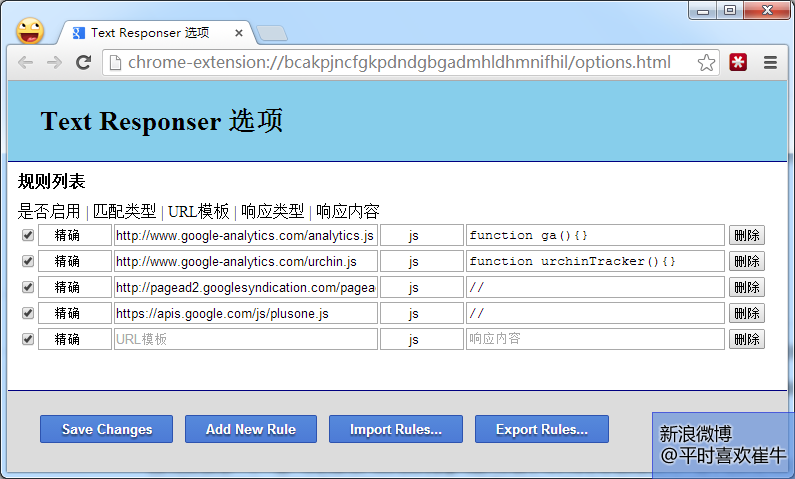 Text Responser 选项
chrome-extension://bcakpjncfgkpdndgbgadmhldhmnifhil/options.html
Text Responser 选项
规则列表
是否启用 | 匹配类型 | URL模板 | 响应类型 | 响应内容
精确 http://www.google-analytics.com/analytics.js js function ga(){} 删除
精确 http://www.google-analytics.com/urchin.js js function urchinTracker(){} 删除
精确 http://pagead2.googlesyndication.com/pagead js // 删除
精确 https://apis.google.com/js/plusone.js js // 删除
精确 URL模板 js 响应内容 删除
Save Changes Add New Rule Import Rules... Export Rules...
新浪微博
@平时喜欢崔牛